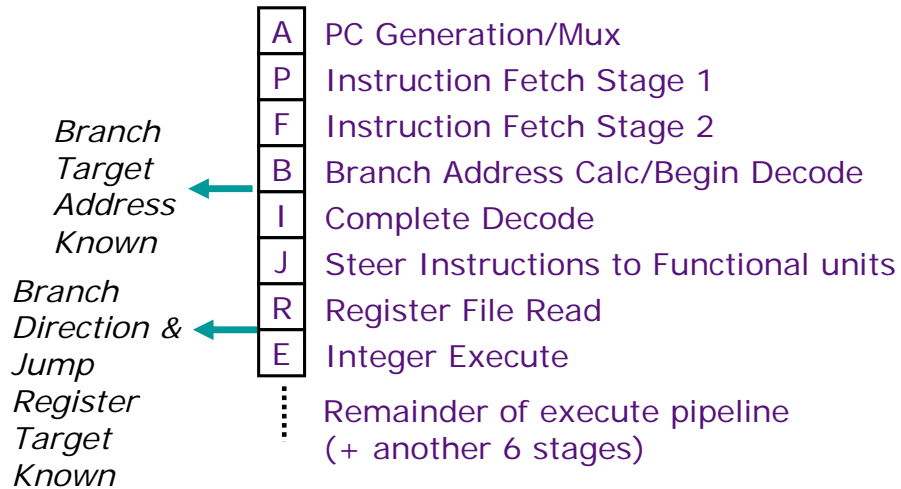 A PC Generation/Mux
P Instruction Fetch Stage 1
F Instruction Fetch Stage 2
B Branch Address Calc/Begin Decode
I Complete Decode
J Steer Instructions to Functional units
R Register File Read
E Integer Execute
Remainder of execute pipeline
(+ another 6 stages)
Branch
Target
Address
Known
Branch
Direction &
Jump
Register
Target
Known